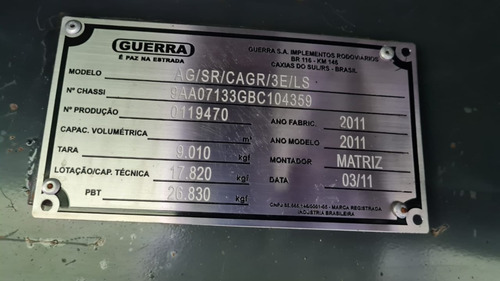 GUERRA
É PAZ NA ESTRADA
GUERRA S.A. IMPLEMENTOS RODOVIÁRIOS
BR 116 - KM 146
CAXIAS DO SUL/RS - BRASIL
MODELO AG/SR/CAGR/3E/LS
Nº CHASSI 9AA07133GBC104359
Nº PRODUÇÃO 0119470 ANO FABRIC. 2011
CAPAC. VOLUMÉTRICA m³ ANO MODELO 2011
TARA 9.010 kgf MONTADOR MATRIZ
LOTAÇÃO/CAP. TÉCNICA 17.820 kgf DATA 03/11
PBT 26.830 kgf
MARCA REGISTRADA
INDÚSTRIA BRASILEIRA